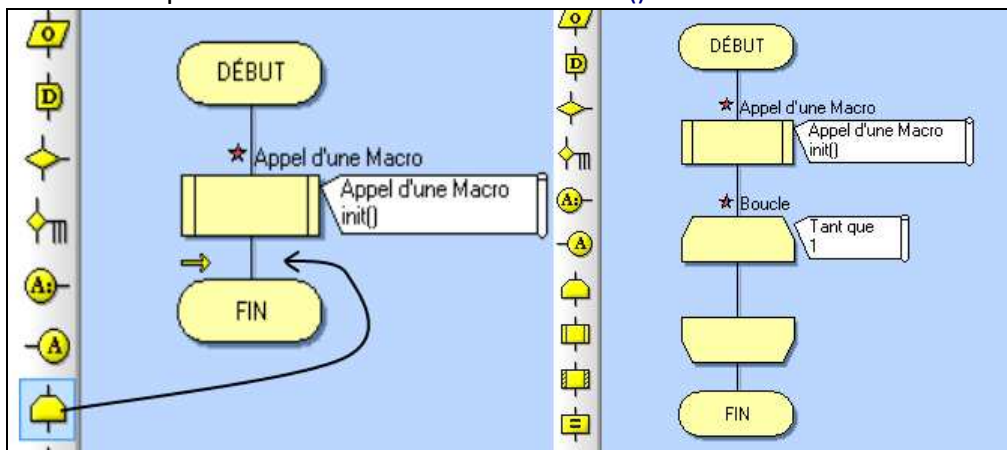 ()
O
D
A:
A
DÉBUT
Appel d'une Macro
Appel d'une Macro
init()
FIN
O
D
A:
A
=
DÉBUT
Appel d'une Macro
Appel d'une Macro
init()
Boucle
Tant que
1
FIN